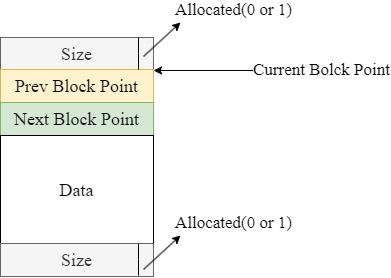 Allocated(0 or 1)
Size
Current Bolck Point
Prev Block Point
Next Block Point
Data
Allocated(0 or 1)
Size